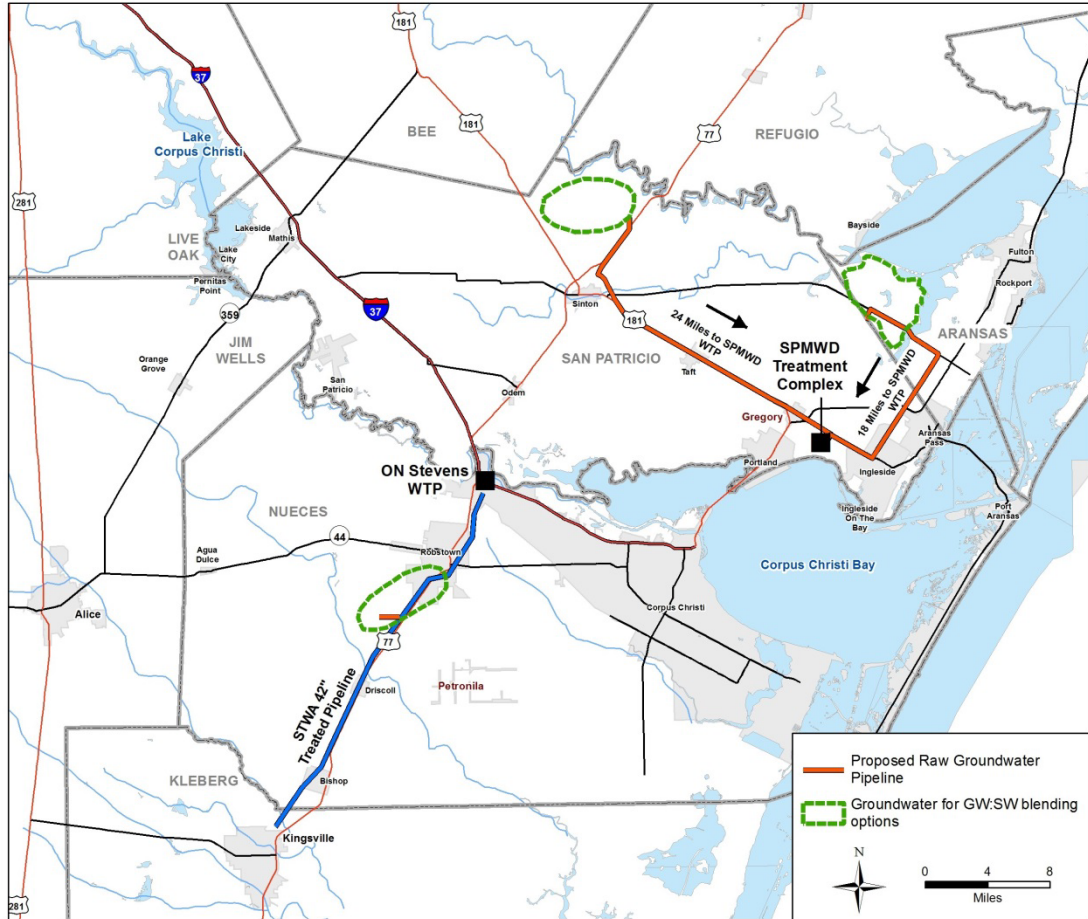 181
37
281
77
BEE
REFUGIO
181
Lake
Corpus Christi
LIVE
OAK
Lakeside
Mathis
Lake
City
Pernitas
Point
Bayside
Fulton
Rockport
359
37
Sinton
181
24 Miles to SPMWD
WTP
SAN PATRICIO
ARANSAS
JIM
WELLS
Orange
Grove
San
Patricio
Odem
Taft
SPMWD
Treatment
Complex
18 Miles to SPMWD
WTP
Gregory
Aransas
Pass
Portland
Ingleside
Ingleside
On The
Bay
Port
Aransas
ON Stevens
WTP
NUECES
44
Agua
Dulce
Robstown
Corpus Christi Bay
Corpus Christi
Alice
77
STWA 42"
Treated Pipeline
Driscoll
Petronila
KLEBERG
Bishop
Kingsville
281
Proposed Raw Groundwater
Pipeline
Groundwater for GW:SW blending
options
N
0 4 8
Miles